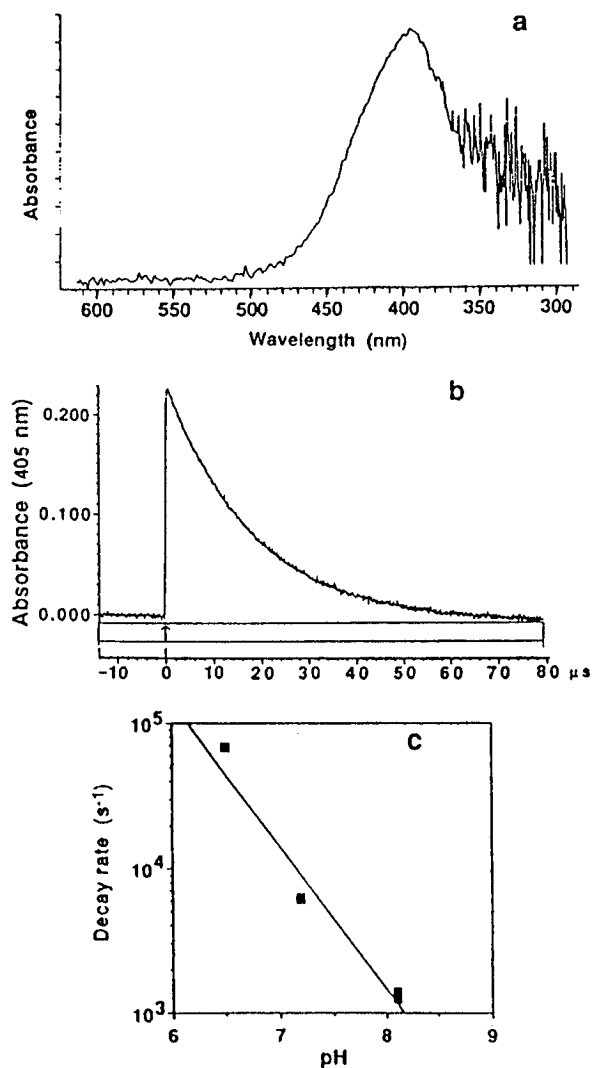 a
Absorbance
600 550 500 450 400 350 300
Wavelength (nm)
b
Absorbance (405 nm)
0.200
0.100
0.000
-10 0 10 20 30 40 50 60 70 80 μs
c
Decay rate (s-1)
10^5
10^4
10^3
6 7 8 9
pH